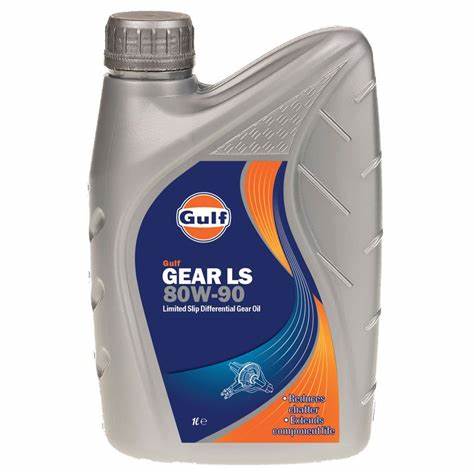 Gulf
Gulf
GEAR LS
80W-90
Limited Slip Differential Gear Oil
• Reduces
chatter
• Extends
component life
1L℮